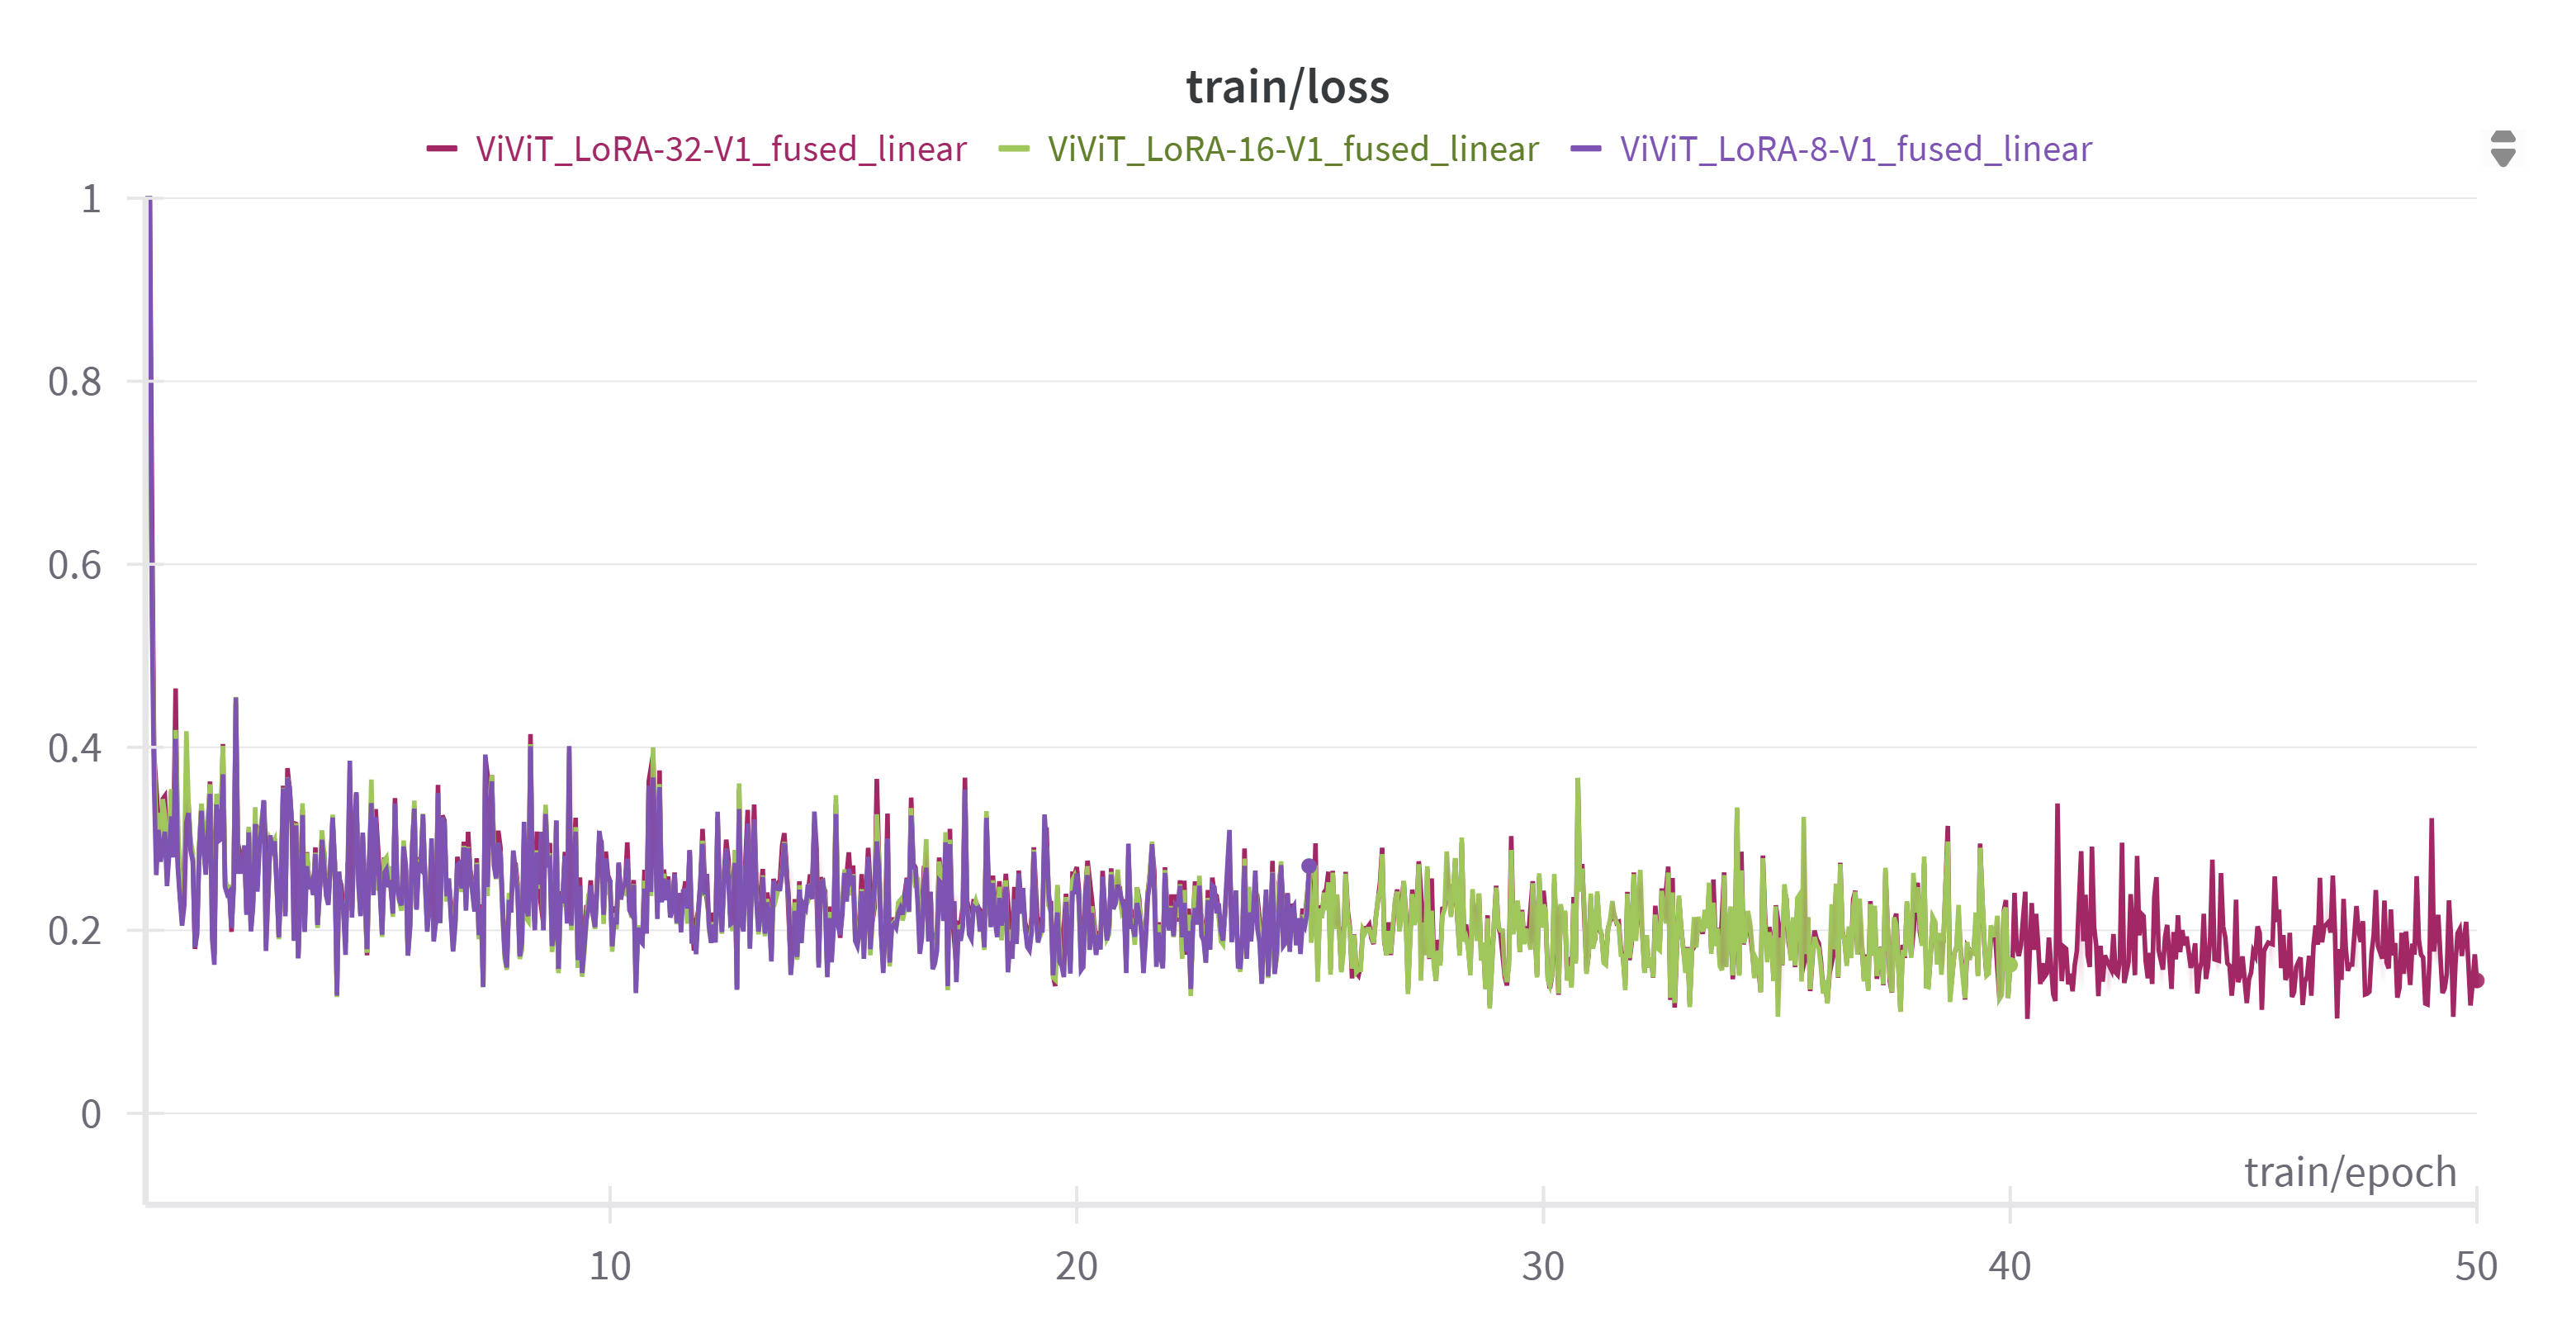 train/loss
ViViT_LoRA-32-V1_fused_linear ViViT_LoRA-16-V1_fused_linear ViViT_LoRA-8-V1_fused_linear
1
0.8
0.6
0.4
0.2
0
train/epoch
10 20 30 40 50